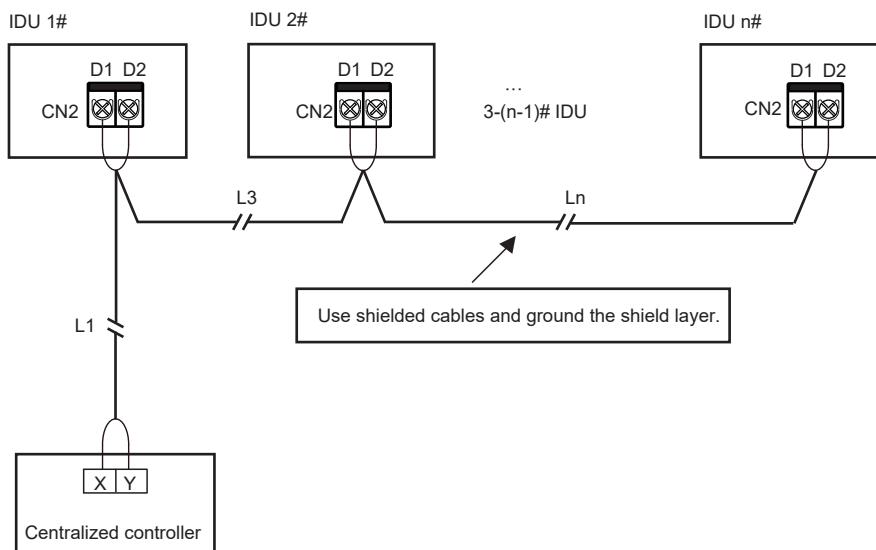 IDU 1#
IDU 2#
IDU n#
D1 D2
CN2
D1 D2
CN2
...
3-(n-1)# IDU
D1 D2
CN2
L3
Ln
Use shielded cables and ground the shield layer.
L1
X Y
Centralized controller